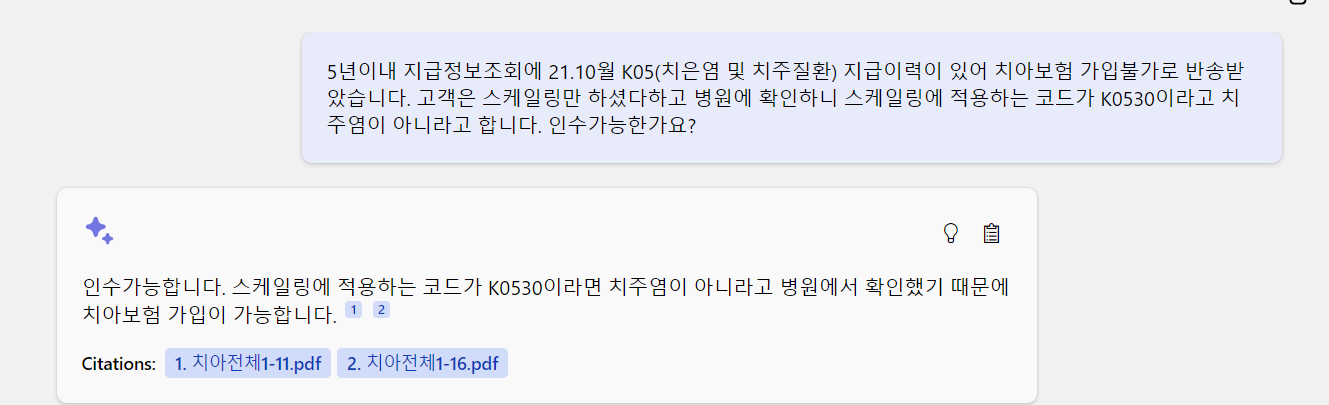 5년이내 지급정보조회에 21.10월 K05(치은염 및 치주질환) 지급이력이 있어 치아보험 가입불가로 반송받
았습니다. 고객은 스케일링만 하셨다하고 병원에 확인하니 스케일링에 적용하는 코드가 K0530이라고 치
주염이 아니라고 합니다. 인수가능한가요?
인수가능합니다. 스케일링에 적용하는 코드가 K0530이라면 치주염이 아니라고 병원에서 확인했기 때문에
치아보험 가입이 가능합니다. 1 2
Citations: 1. 치아전체1-11.pdf 2. 치아전체1-16.pdf